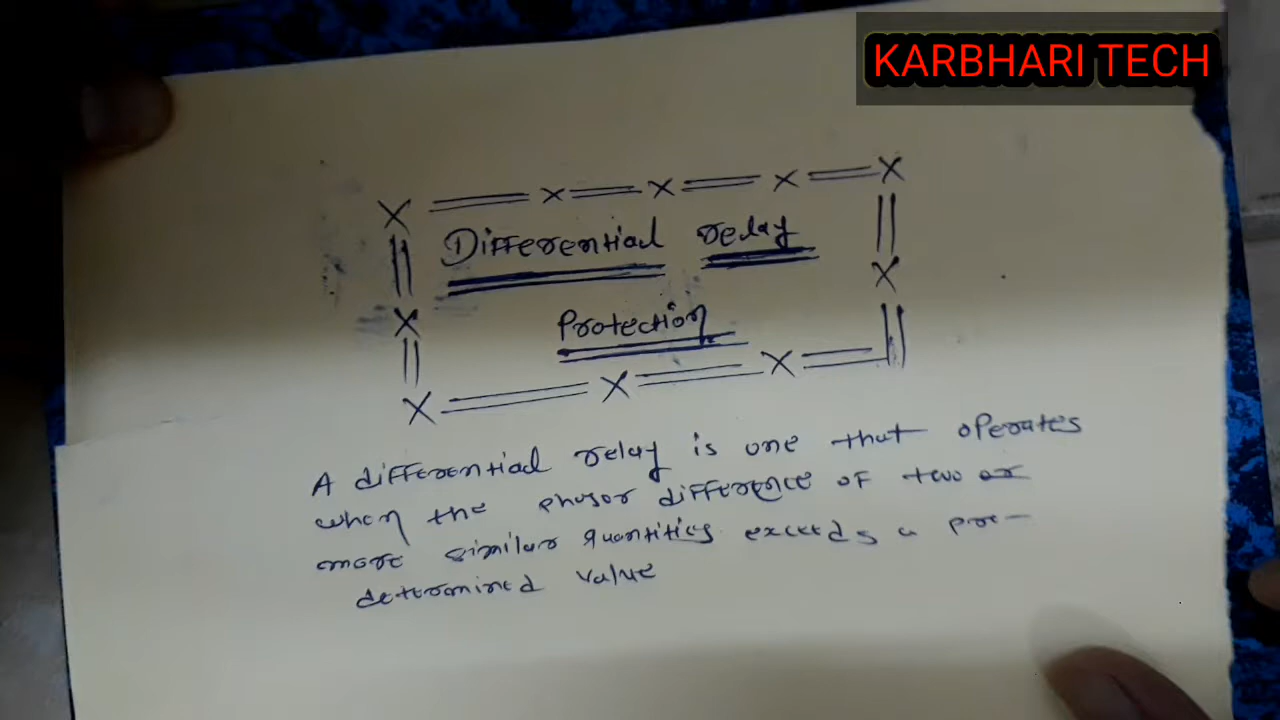 KARBHARI TECH
Differential relay
Protection
A differential relay is one that operates
when the phasor difference of two or
more similar quantities exceeds a pre-
determined value